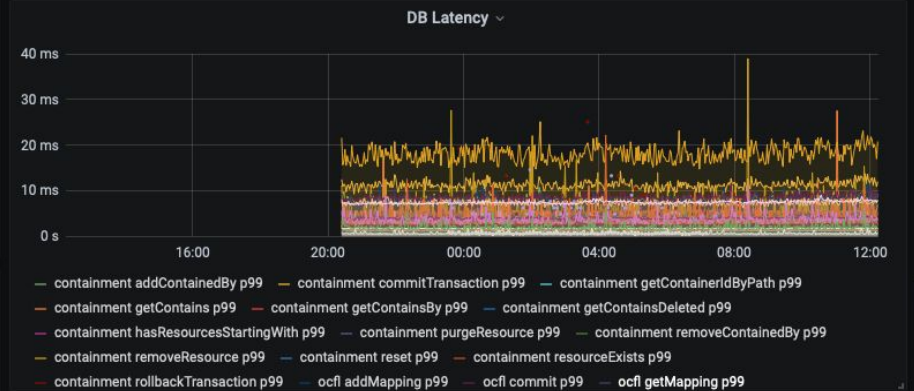 DB Latency
40 ms
30 ms
20 ms
10 ms
0 s
16:00 20:00 00:00 04:00 08:00 12:00
containment addContainedBy p99 containment commitTransaction p99 containment getContainerIdByPath p99
containment getContains p99 containment getContainsBy p99 containment getContainsDeleted p99
containment hasResourcesStartingWith p99 containment purgeResource p99 containment removeContainedBy p99
containment removeResource p99 containment reset p99 containment resourceExists p99
containment rollbackTransaction p99 ocfl addMapping p99 ocfl commit p99 ocfl getMapping p99